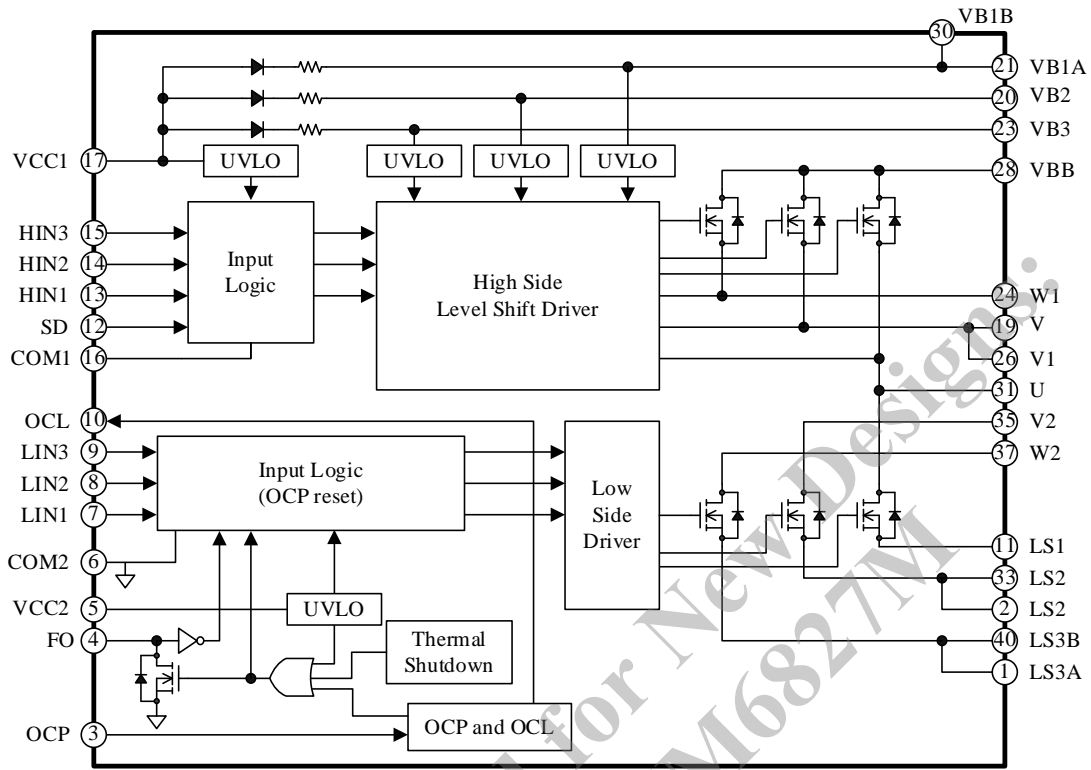 VB1B
30
21 VB1A
20 VB2
23 VB3
VCC1 17
UVLO
UVLO
UVLO
UVLO
28 VBB
HIN3 15
HIN2 14
HIN1 13
SD 12
COM1 16
Input
Logic
High Side
Level Shift Driver
24 W1
19 V
26 V1
31 U
35 V2
37 W2
OCL 10
LIN3 9
LIN2 8
LIN1 7
COM2 6
VCC2 5
FO 4
OCP 3
Input Logic
(OCP reset)
Low
Side
Driver
UVLO
Thermal
Shutdown
OCP and OCL
11 LS1
33 LS2
2 LS2
40 LS3B
1 LS3A
for New Designs:
M6827M